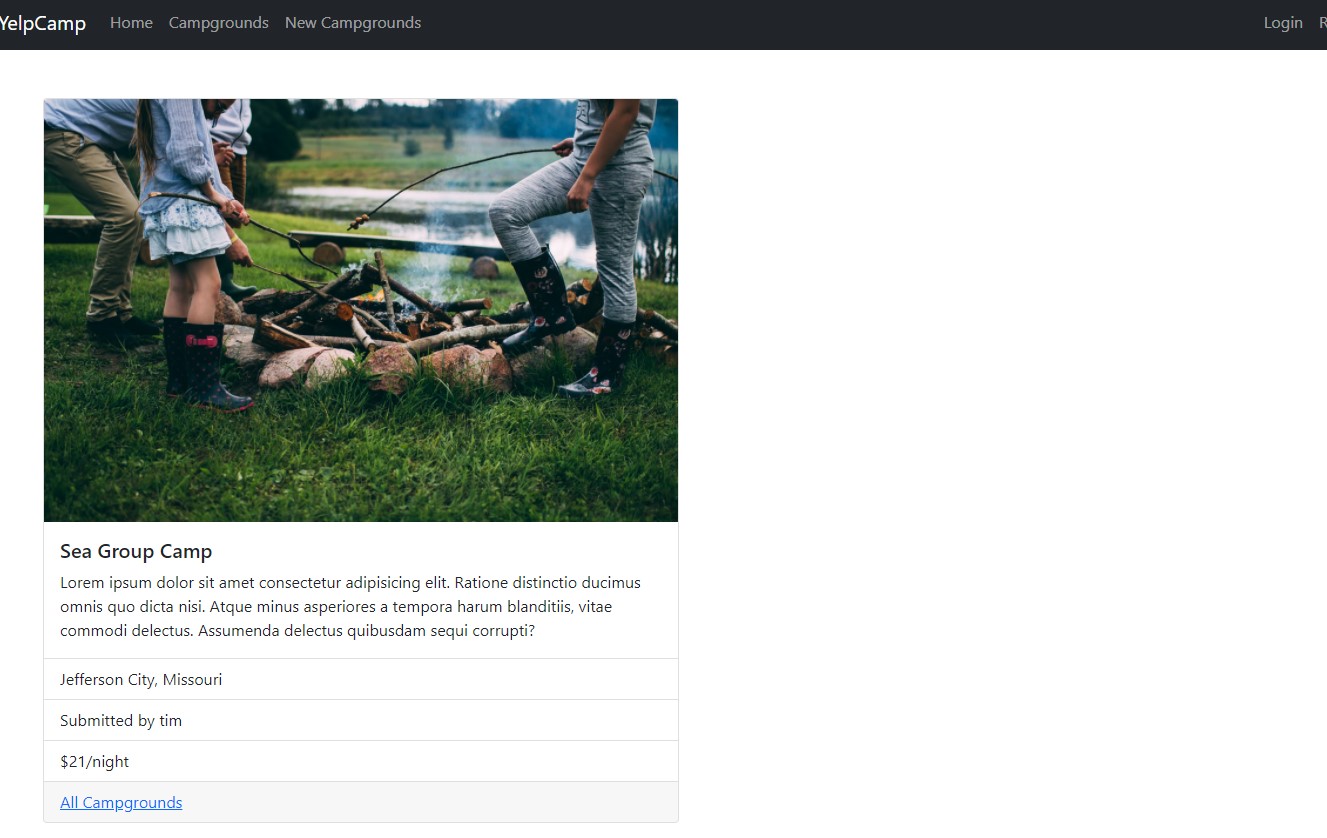 YelpCamp Home Campgrounds New Campgrounds Login R
Sea Group Camp
Lorem ipsum dolor sit amet consectetur adipisicing elit. Ratione distinctio ducimus
omnis quo dicta nisi. Atque minus asperiores a tempora harum blanditiis, vitae
commodi delectus. Assumenda delectus quibusdam sequi corrupti?
Jefferson City, Missouri
Submitted by tim
$21/night
All Campgrounds